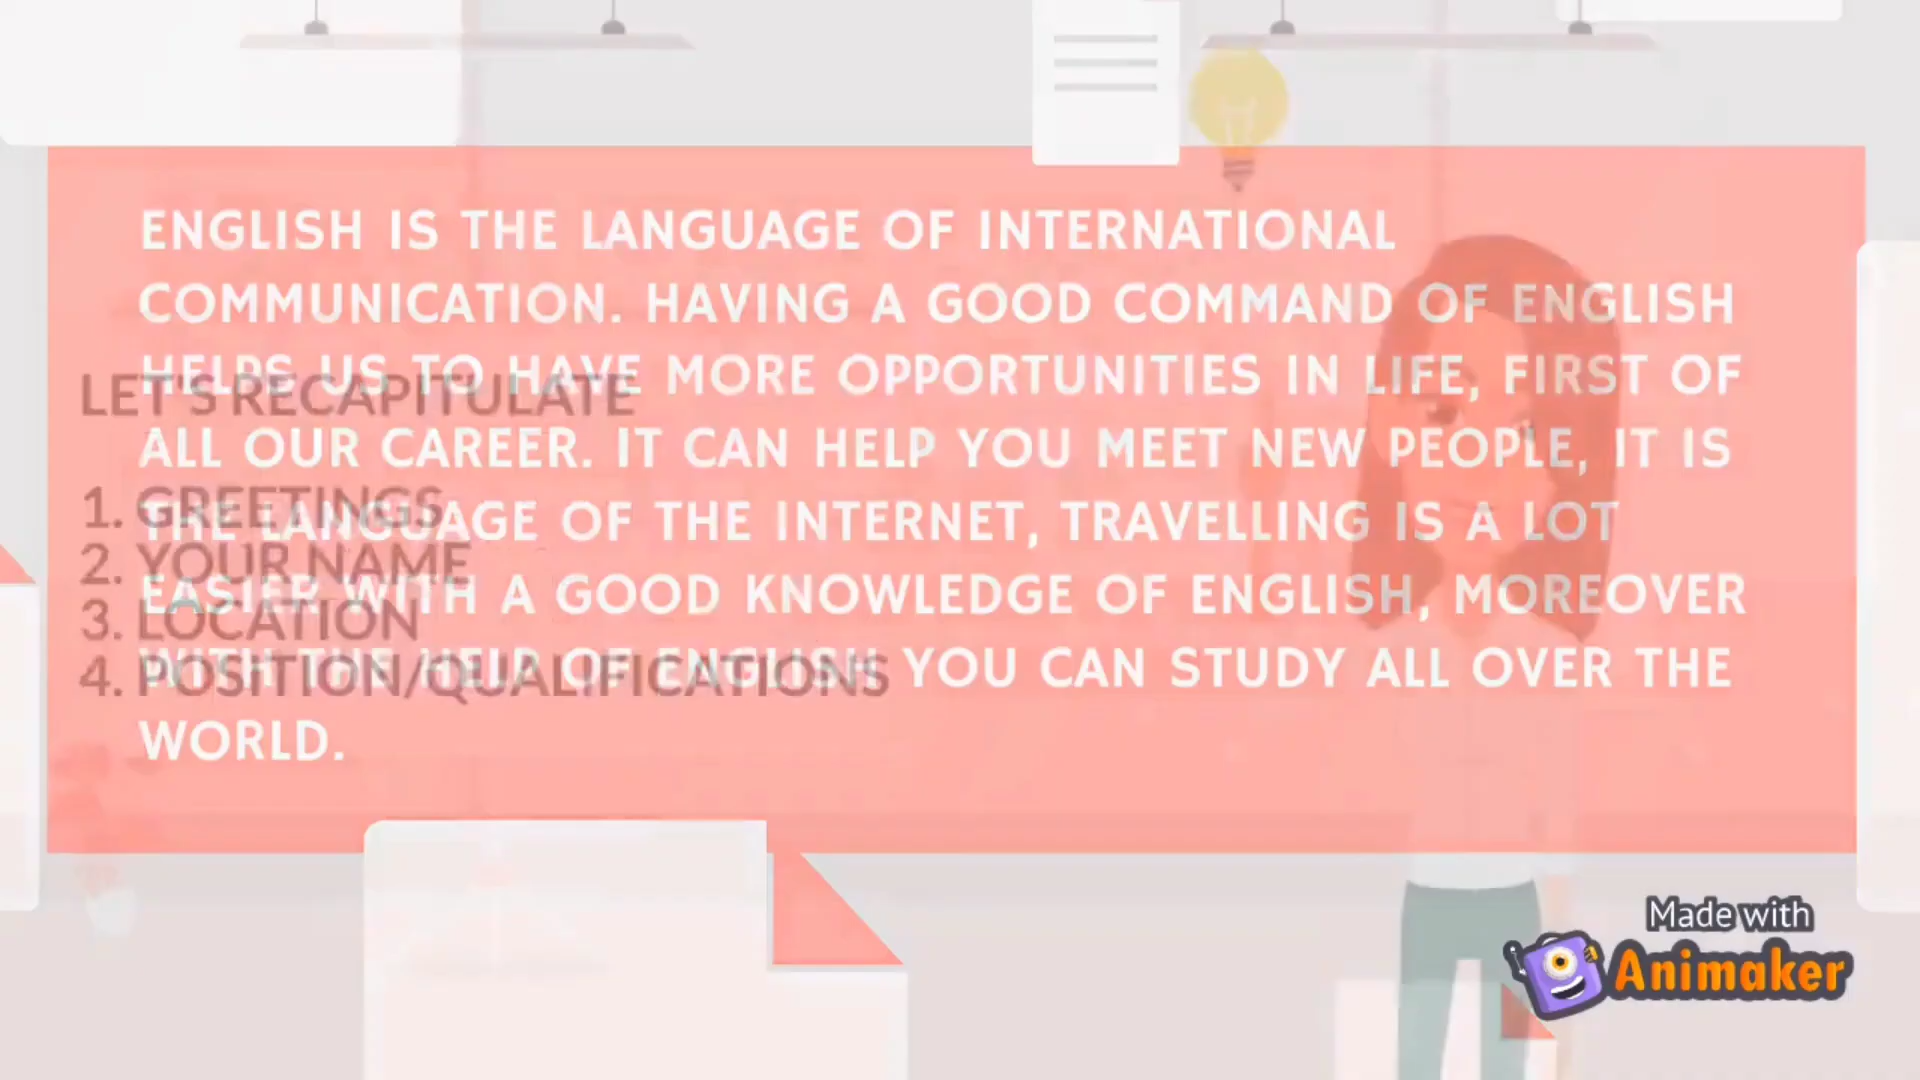 ENGLISH IS THE LANGUAGE OF INTERNATIONAL
COMMUNICATION. HAVING A GOOD COMMAND OF ENGLISH
HELPS US TO HAVE MORE OPPORTUNITIES IN LIFE, FIRST OF
ALL OUR CAREER. IT CAN HELP YOU MEET NEW PEOPLE, IT IS
THE LANGUAGE OF THE INTERNET, TRAVELLING IS A LOT
EASIER WITH A GOOD KNOWLEDGE OF ENGLISH, MOREOVER
WITH THE HELP OF ENGLISH YOU CAN STUDY ALL OVER THE
WORLD.
LET'S RECAPITULATE
1. GREETINGS
2. YOUR NAME
3. LOCATION
4. POSITION/QUALIFICATIONS
Made with
Animaker